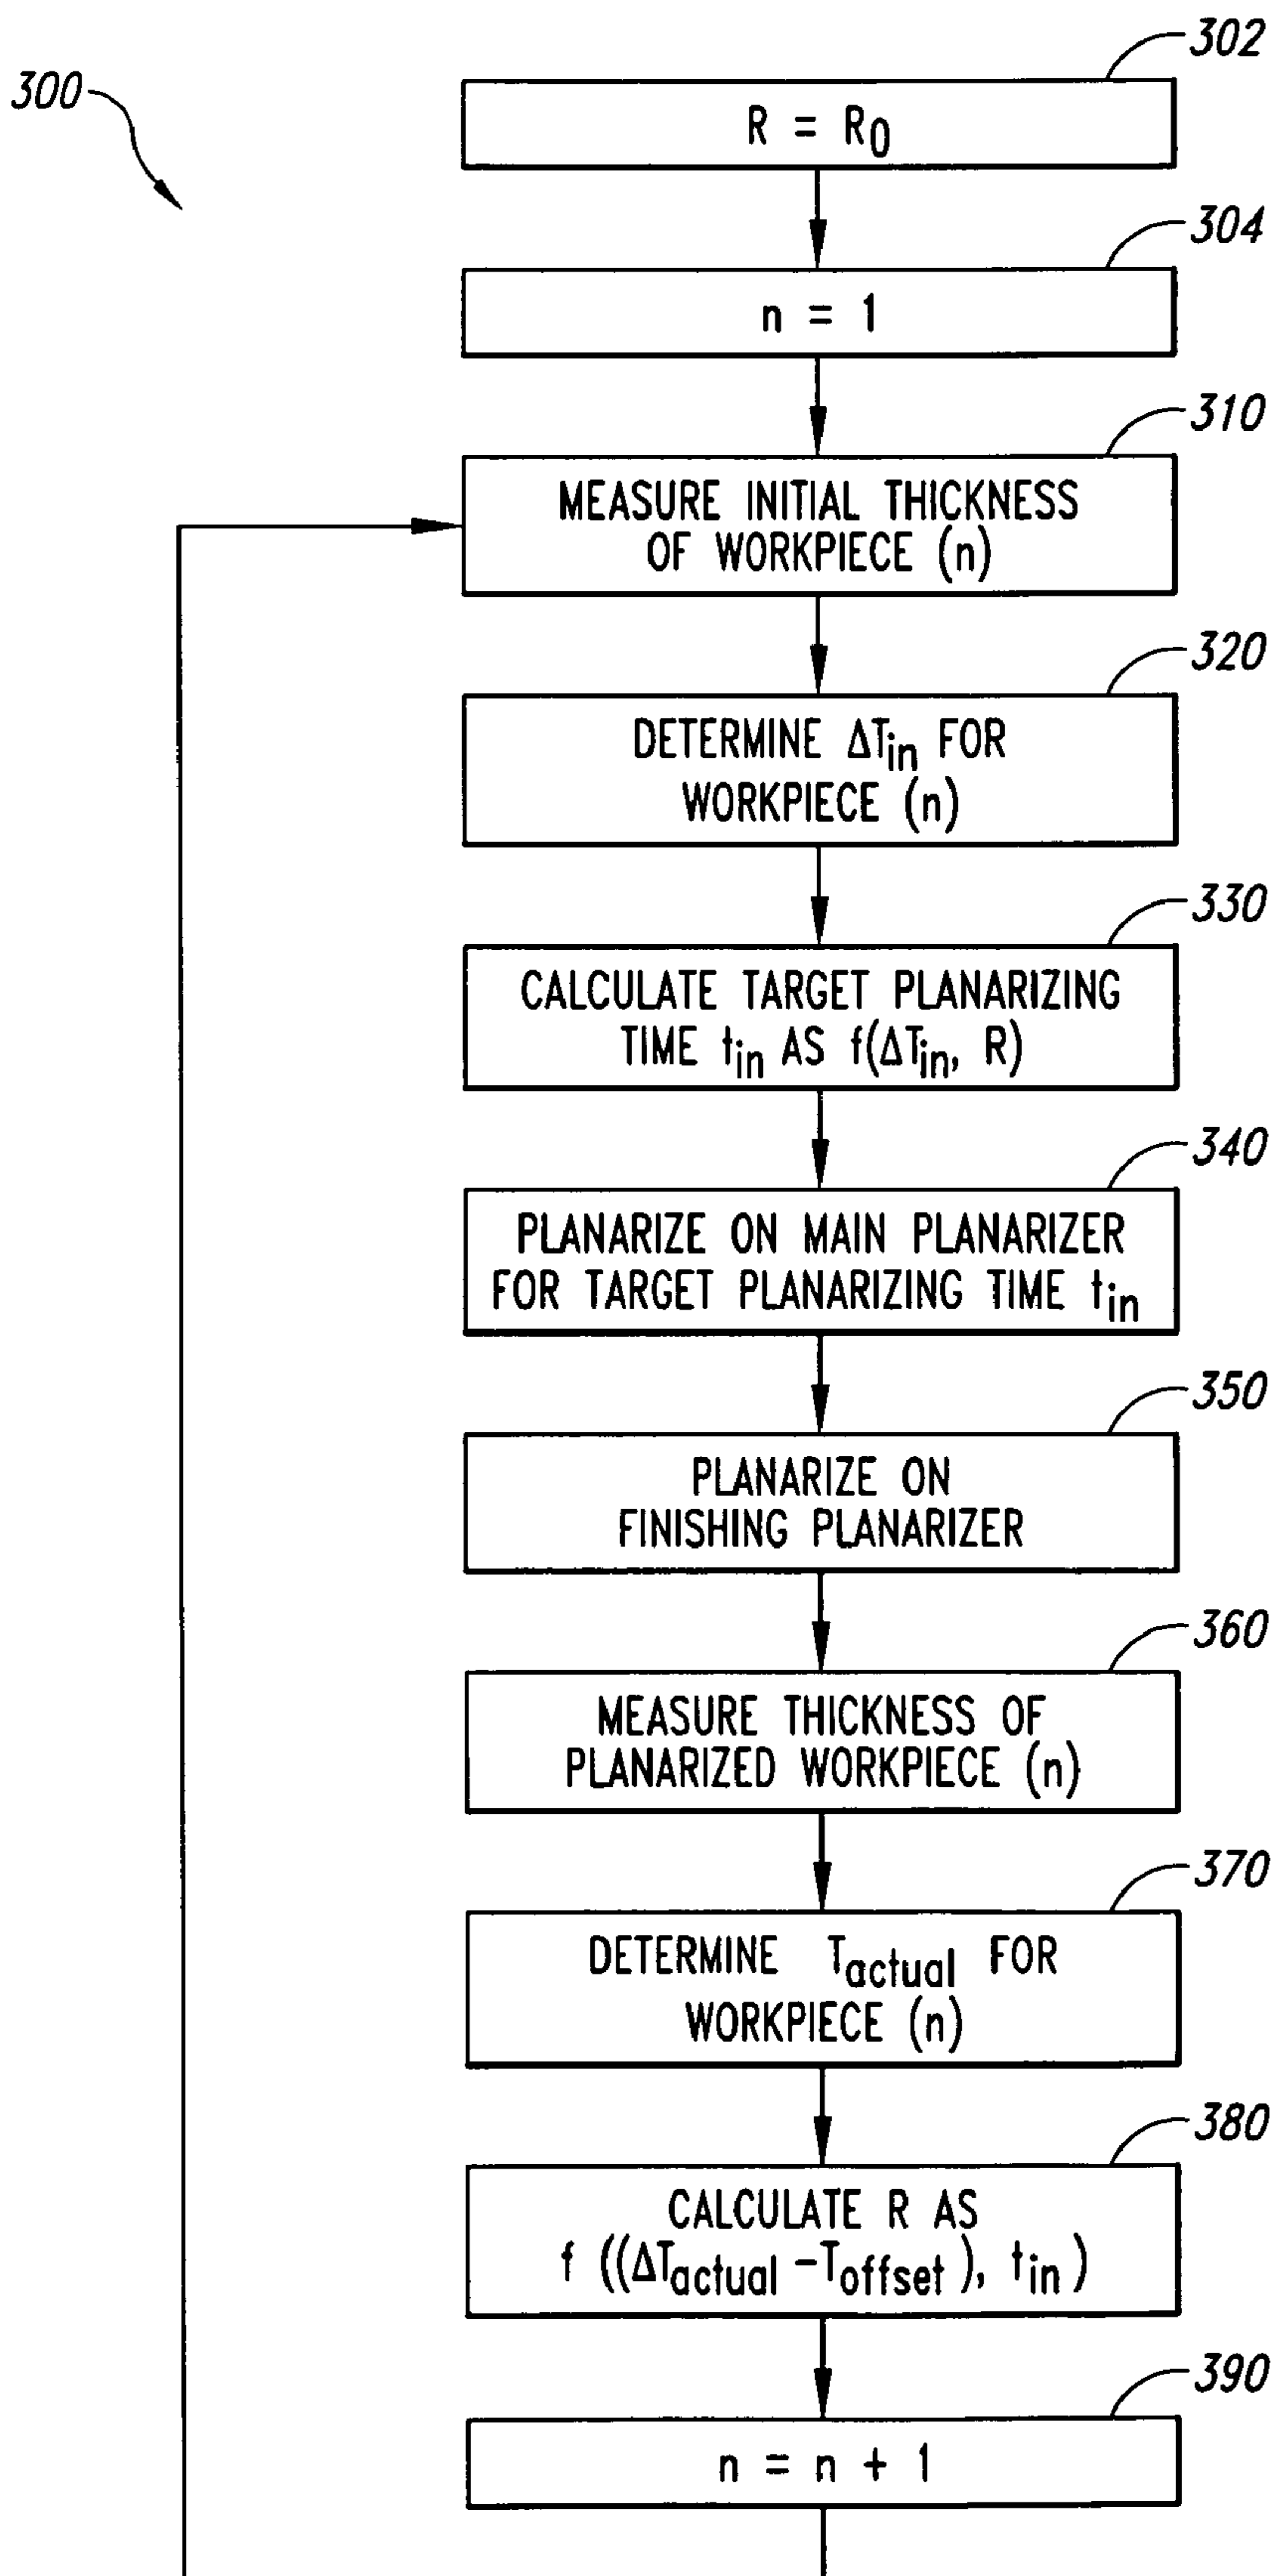 302
300
R = R0
304
n = 1
310
MEASURE INITIAL THICKNESS
OF WORKPIECE (n)
320
DETERMINE ΔTin FOR
WORKPIECE (n)
330
CALCULATE TARGET PLANARIZING
TIME tin AS f(ΔTin, R)
340
PLANARIZE ON MAIN PLANARIZER
FOR TARGET PLANARIZING TIME tin
350
PLANARIZE ON
FINISHING PLANARIZER
360
MEASURE THICKNESS OF
PLANARIZED WORKPIECE (n)
370
DETERMINE Tactual FOR
WORKPIECE (n)
380
CALCULATE R AS
f ((ΔTactual -Toffset ), tin )
390
n = n + 1